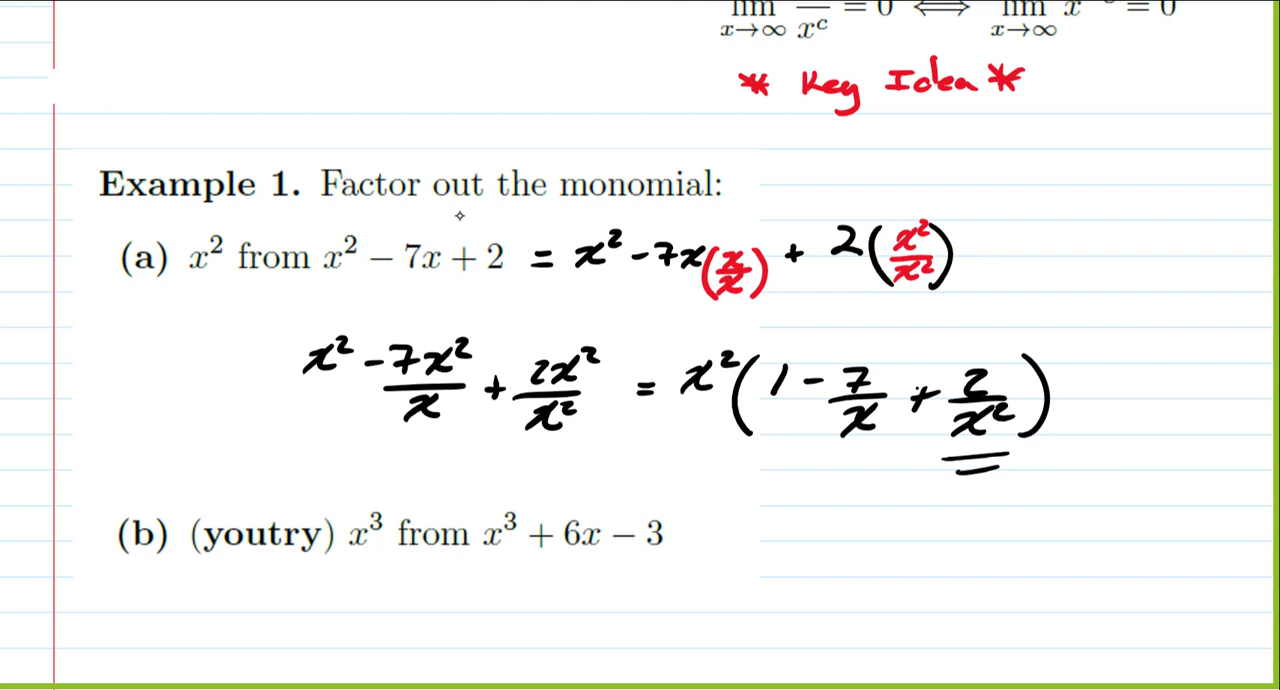 lim x→∞ — x^c = 0 ⟺ lim x→∞ x = 0
* Key Idea *
Example 1. Factor out the monomial:
(a) x² from x² − 7x + 2 = x² - 7x(x/x) + 2(x²/x²)
x² - 7x²/x + 2x²/x² = x²(1 - 7/x + 2/x²)
(b) (youtry) x³ from x³ + 6x − 3